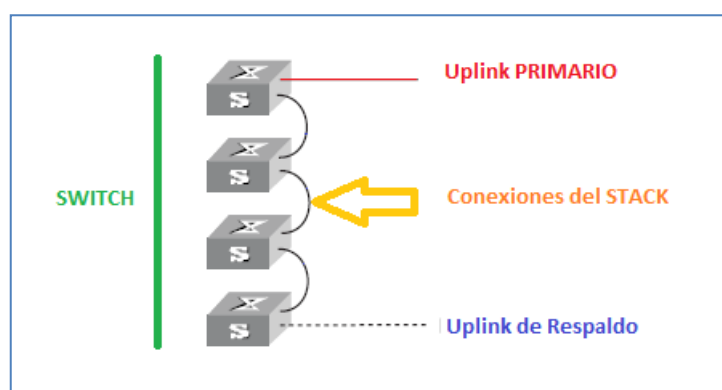 Uplink PRIMARIO
S
S
SWITCH
Conexiones del STACK
S
S
Uplink de Respaldo